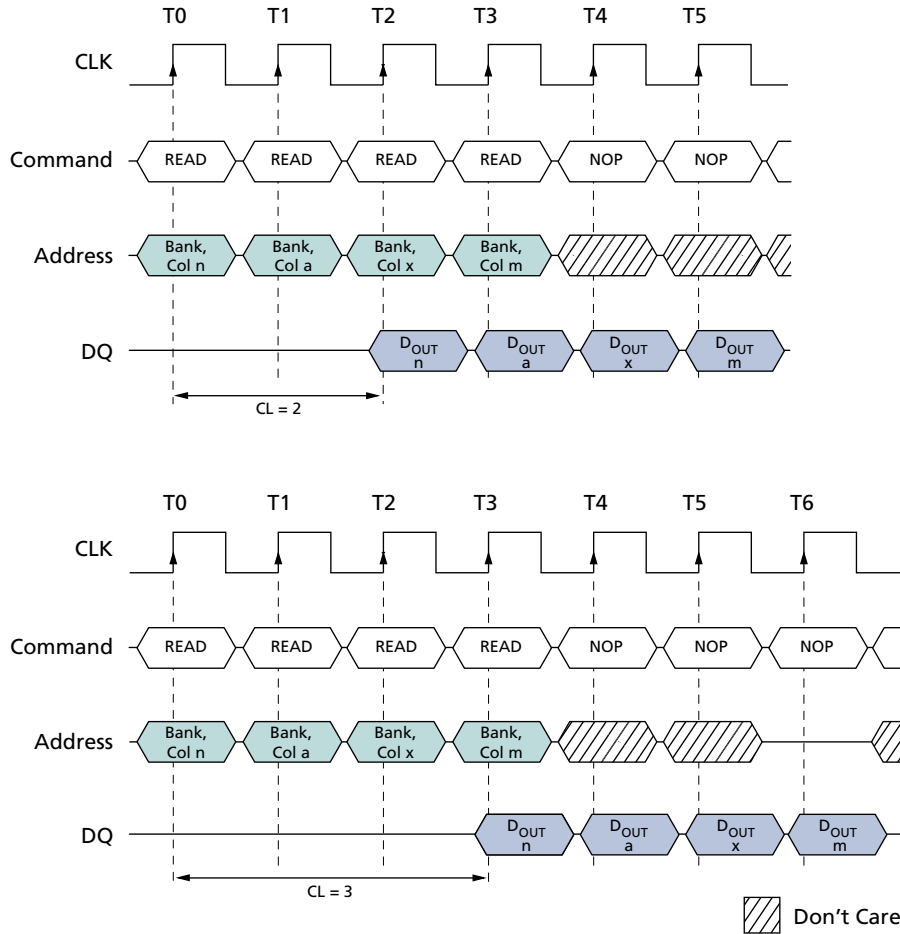 T0 T1 T2 T3 T4 T5
CLK
Command READ READ READ READ NOP NOP
Address Bank, Col n Bank, Col a Bank, Col x Bank, Col m
DQ DOUT n DOUT a DOUT x DOUT m
CL = 2
T0 T1 T2 T3 T4 T5 T6
CLK
Command READ READ READ READ NOP NOP NOP
Address Bank, Col n Bank, Col a Bank, Col x Bank, Col m
DQ DOUT n DOUT a DOUT x DOUT m
CL = 3
Don't Care